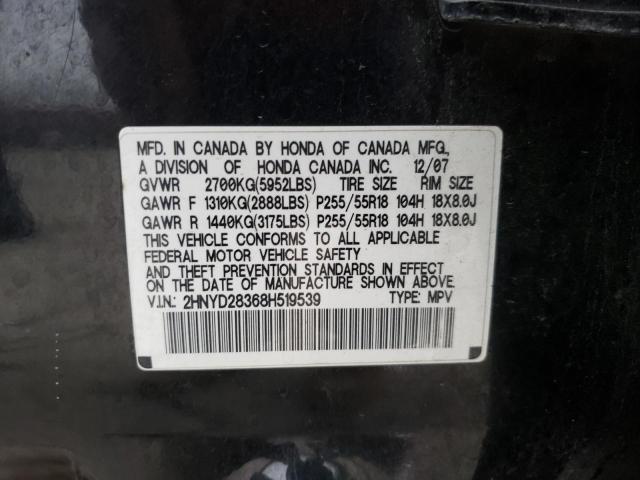 MFD. IN CANADA BY HONDA OF CANADA MFG.,
A DIVISION OF HONDA CANADA INC. 12/07
GVWR 2700KG(5952LBS) TIRE SIZE RIM SIZE
GAWR F 1310KG(2888LBS) P255/55R18 104H 18X8.0J
GAWR R 1440KG(3175LBS) P255/55R18 104H 18X8.0J
THIS VEHICLE CONFORMS TO ALL APPLICABLE
FEDERAL MOTOR VEHICLE SAFETY
AND THEFT PREVENTION STANDARDS IN EFFECT ON
THE DATE OF MANUFACTURE SHOWN ABOVE.
V.I.N.: 2HNYD28368H519539 TYPE: MPV